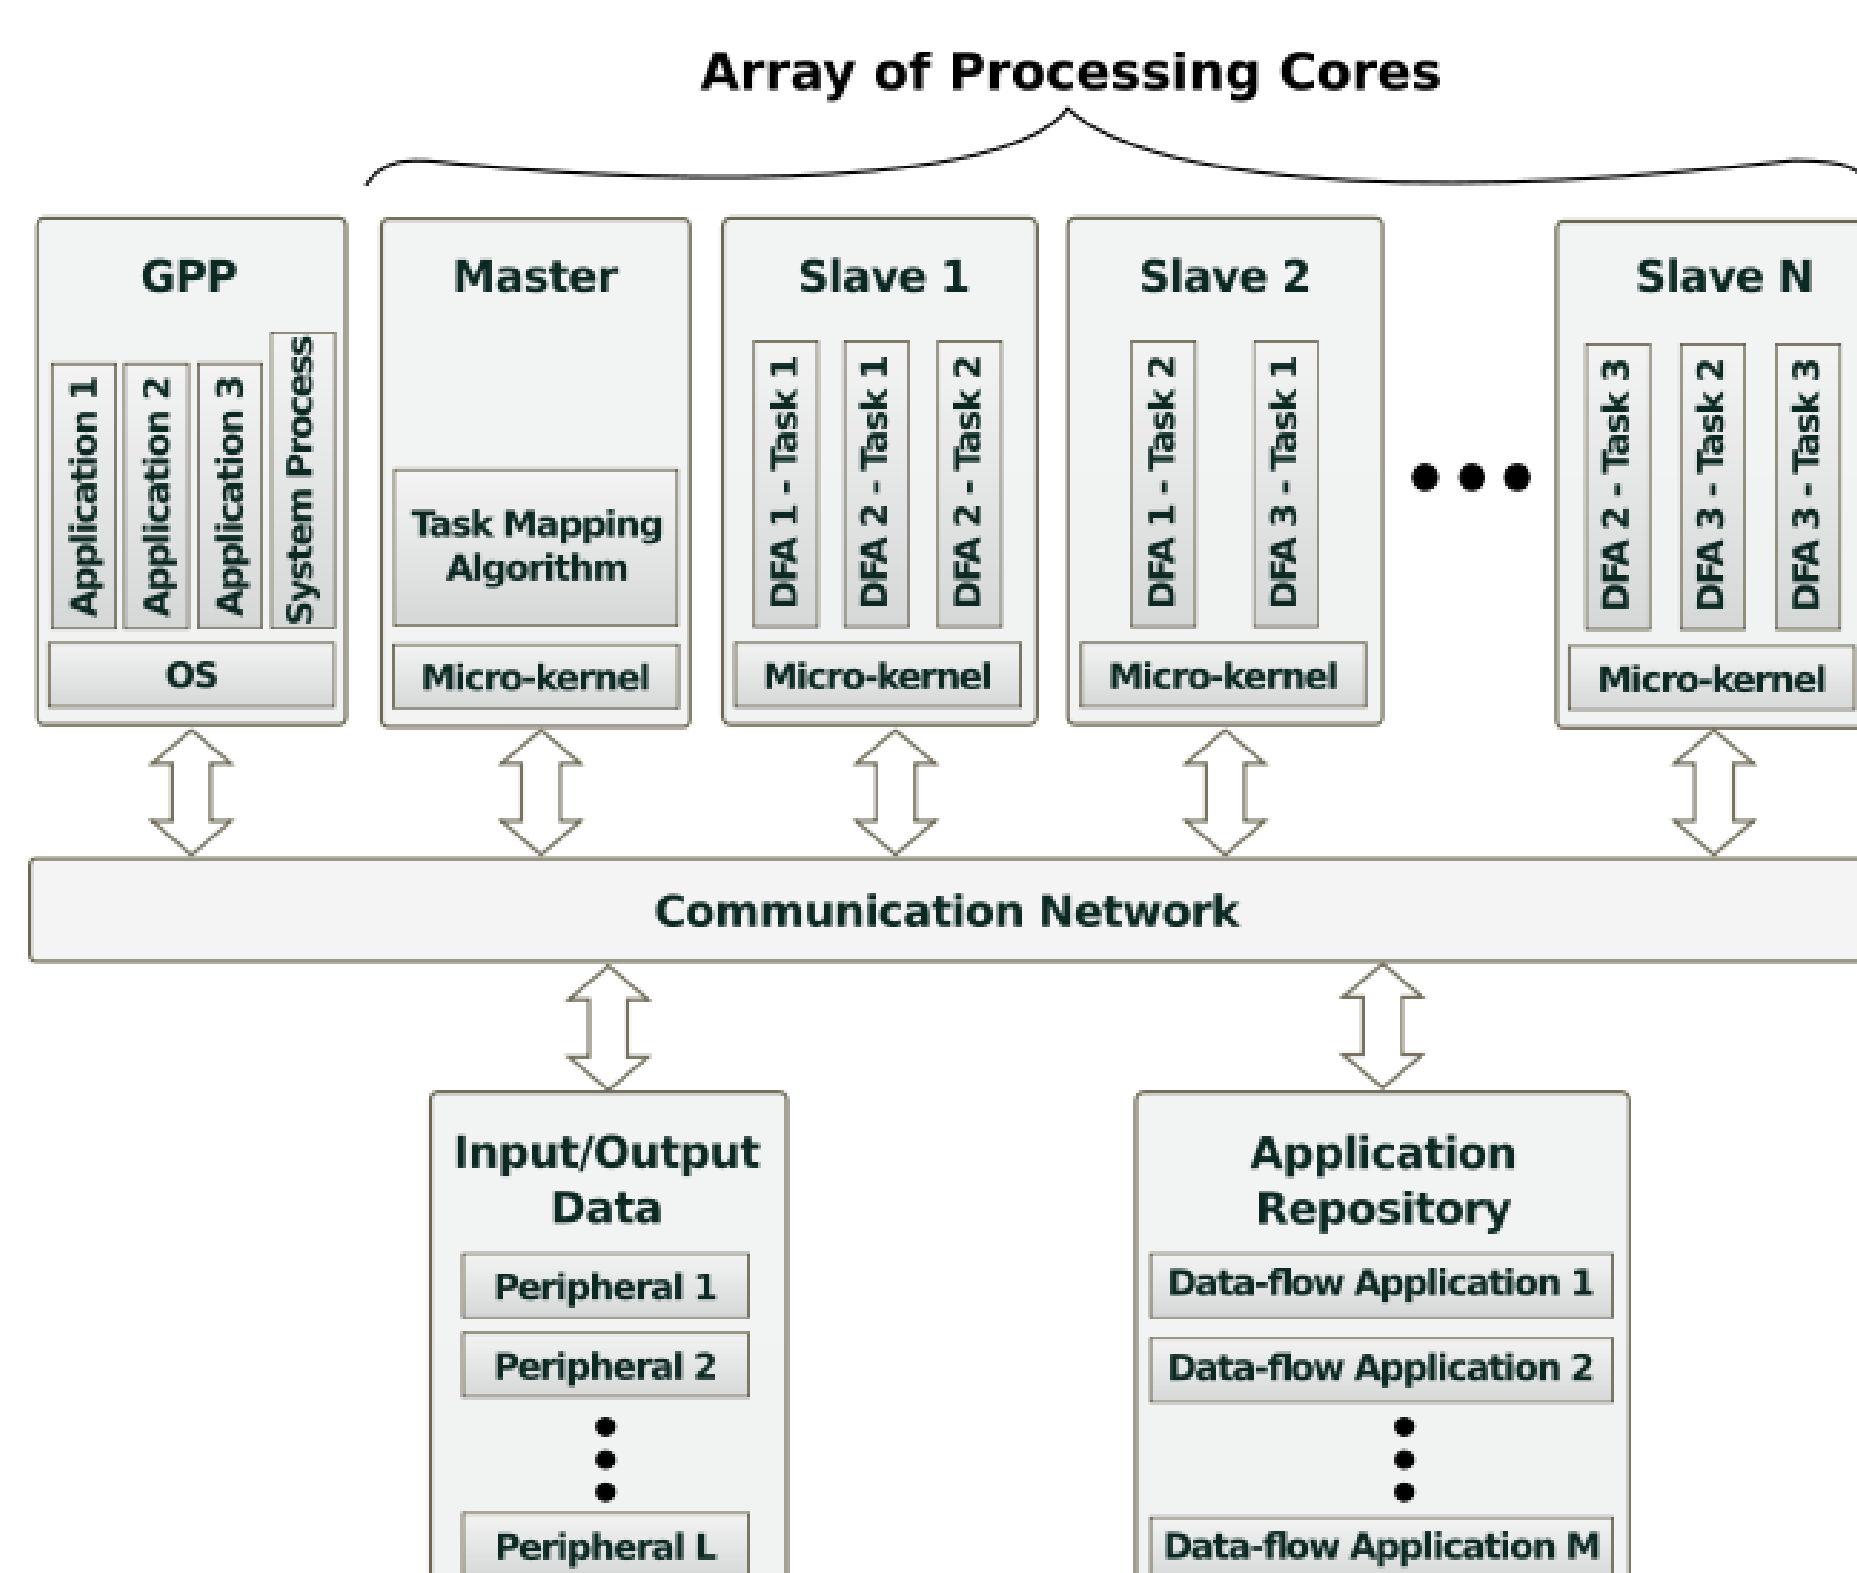 Array of Processing Cores
GPP
Application 1
Application 2
Application 3
System Process
OS
Master
Task Mapping
Algorithm
Micro-kernel
Slave 1
DFA 1 - Task 1
DFA 2 - Task 1
DFA 2 - Task 2
Micro-kernel
Slave 2
DFA 1 - Task 2
DFA 3 - Task 1
Micro-kernel
Slave N
DFA 2 - Task 3
DFA 3 - Task 2
DFA 3 - Task 3
Micro-kernel
Communication Network
Input/Output
Data
Peripheral 1
Peripheral 2
Peripheral L
Application
Repository
Data-flow Application 1
Data-flow Application 2
Data-flow Application M